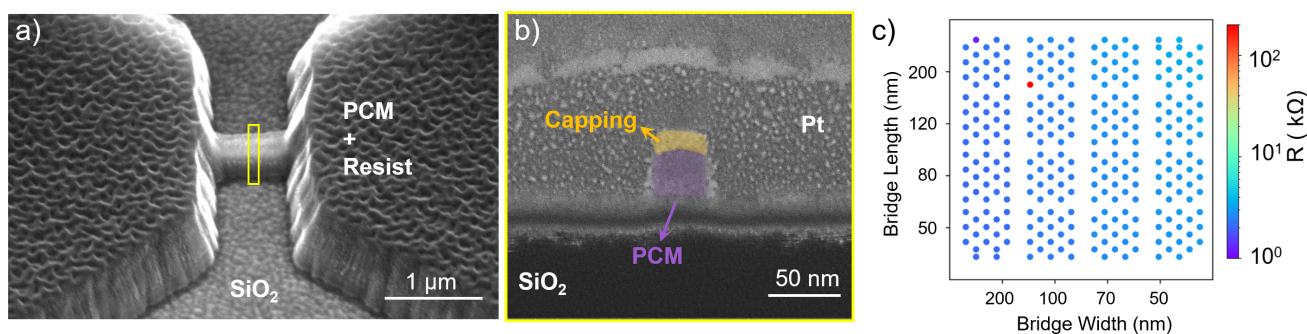 a)
PCM
+
Resist
SiO₂
1 µm
b)
Capping
Pt
PCM
SiO₂
50 nm
c)
Bridge Length (nm)
200
120
80
50
200 100 70 50
Bridge Width (nm)
10²
10¹
10⁰
R ( kΩ)